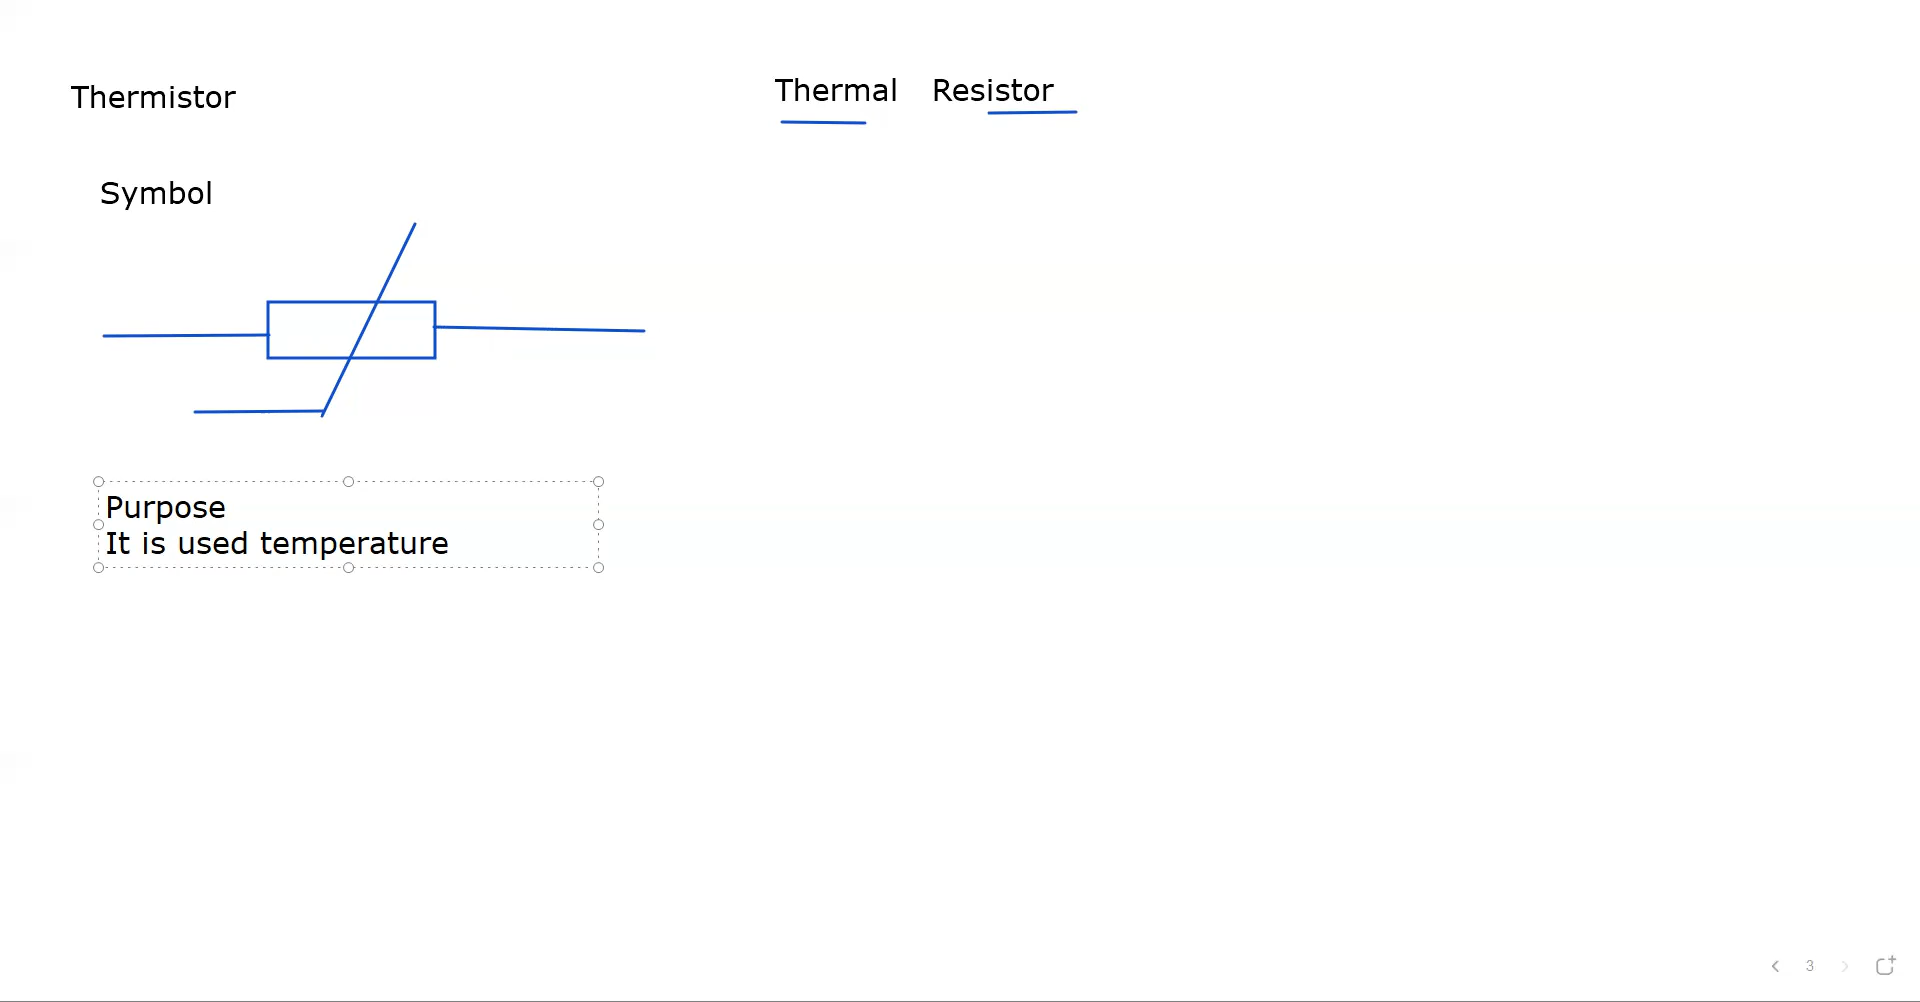 Thermistor
Thermal Resistor
Symbol
Purpose
It is used temperature
3